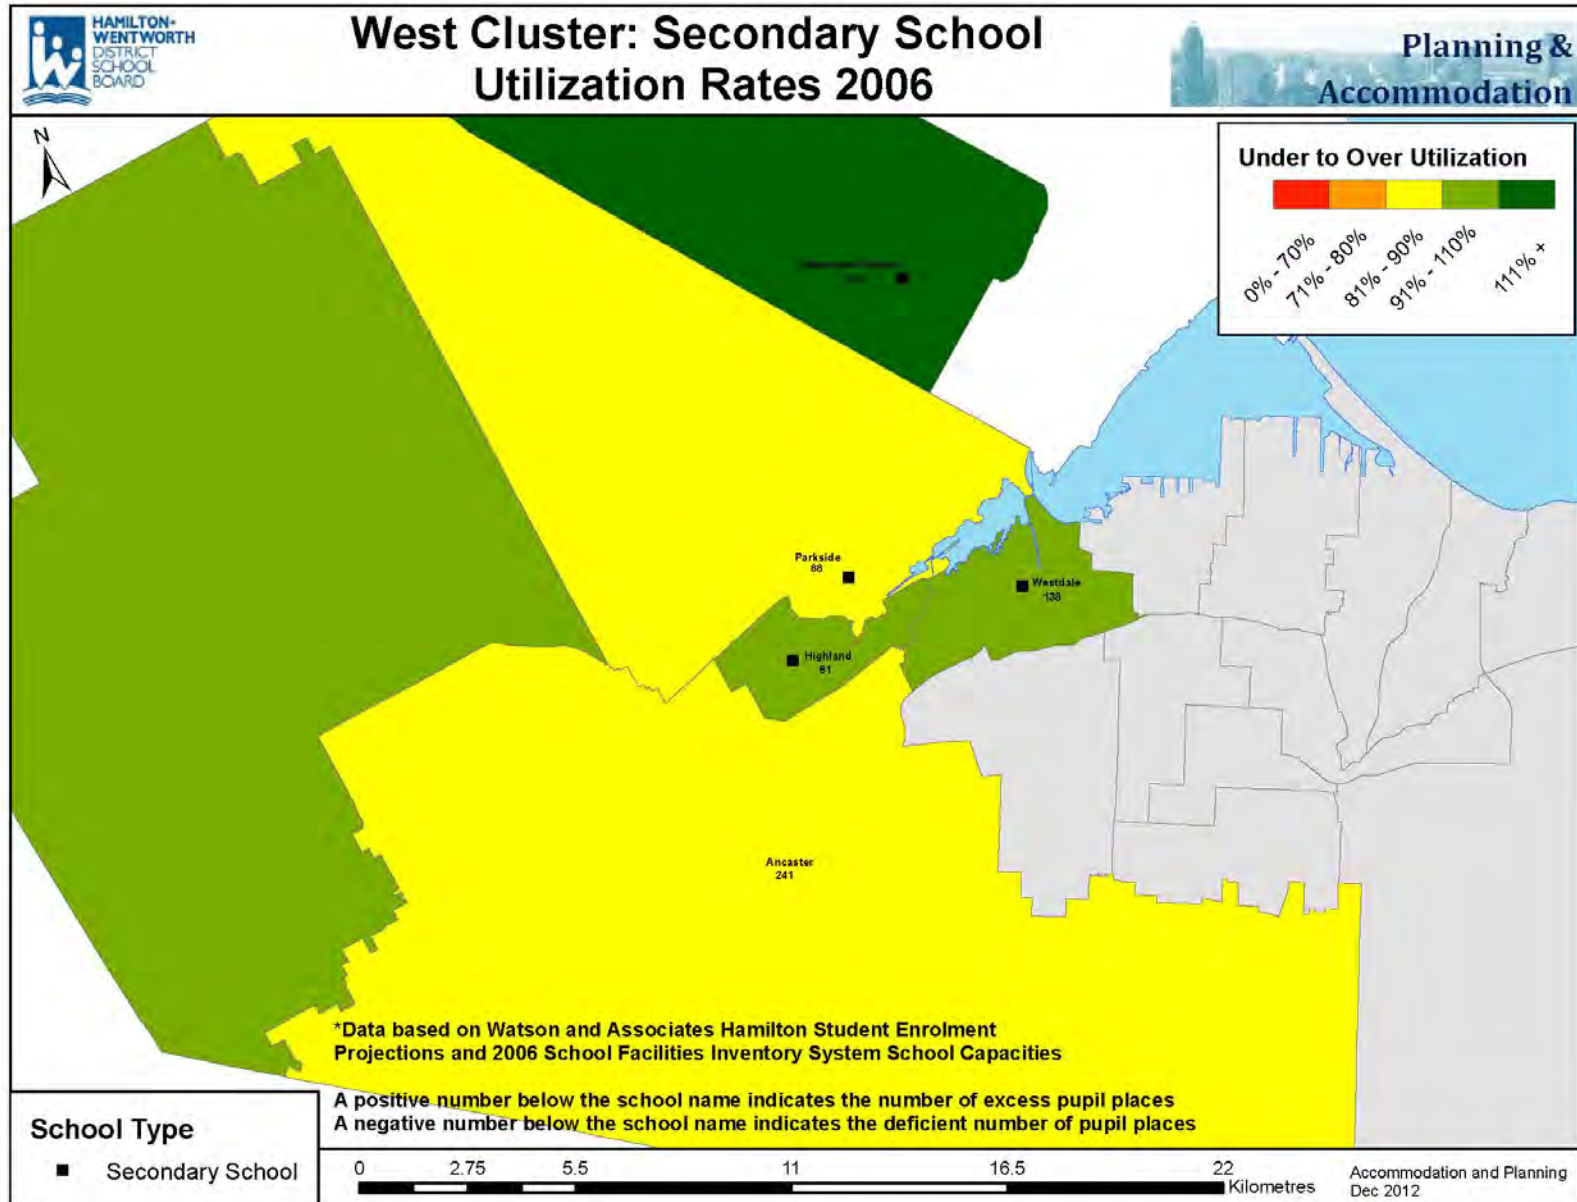 HAMILTON-
WENTWORTH
DISTRICT
SCHOOL
BOARD
West Cluster: Secondary School
Utilization Rates 2006
Planning &
Accommodation
N
Under to Over Utilization
0% - 70%
71% - 80%
81% - 90%
91% - 110%
111% +
Parkside
88
Westdale
138
Highland
61
Ancaster
241
*Data based on Watson and Associates Hamilton Student Enrolment
Projections and 2006 School Facilities Inventory System School Capacities
A positive number below the school name indicates the number of excess pupil places
A negative number below the school name indicates the deficient number of pupil places
School Type
Secondary School
0 2.75 5.5 11 16.5 22
Kilometres
Accommodation and Planning
Dec 2012